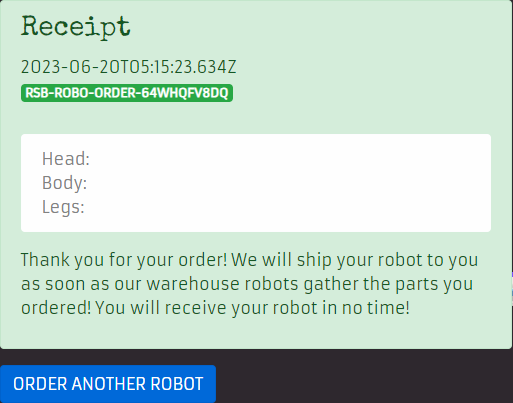 Receipt
2023-06-20T05:15:23.634Z
RSB-ROBO-ORDER-64WHQFV8DQ
Head:
Body:
Legs:
Thank you for your order! We will ship your robot to you
as soon as our warehouse robots gather the parts you
ordered! You will receive your robot in no time!
ORDER ANOTHER ROBOT